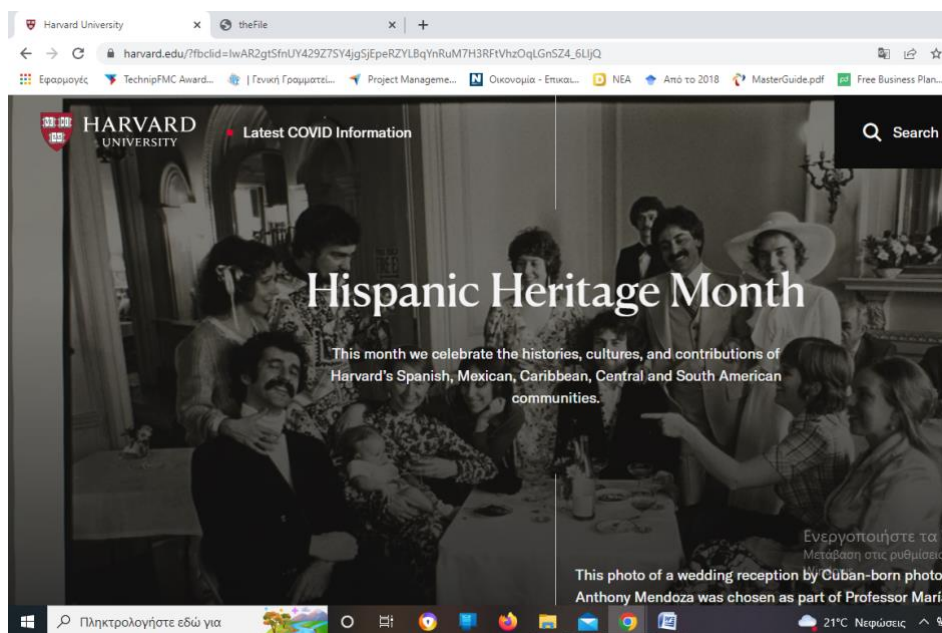 Harvard University
theFile
harvard.edu/?fbclid=IwAR2gtSfnUY429Z7SY4jgSjEpeRZYLBqYnRuM7H3RFtVhzOqLGnSZ4_6LIjQ
Εφαρμογές TechnipFMC Award... | Γενική Γραμματεί... Project Manageme... Οικονομία - Επικαι... ΝΕΑ Από το 2018 MasterGuide.pdf Free Business Plan...
HARVARD
UNIVERSITY
Latest COVID Information
Search
Hispanic Heritage Month
This month we celebrate the histories, cultures, and contributions of
Harvard's Spanish, Mexican, Caribbean, Central and South American
communities.
Ενεργοποιήστε τα
Μετάβαση στις ρυθμίσεις
Windows
This photo of a wedding reception by Cuban-born photo
Anthony Mendoza was chosen as part of Professor Marí
Πληκτρολογήστε εδώ για
21°C Νεφώσεις